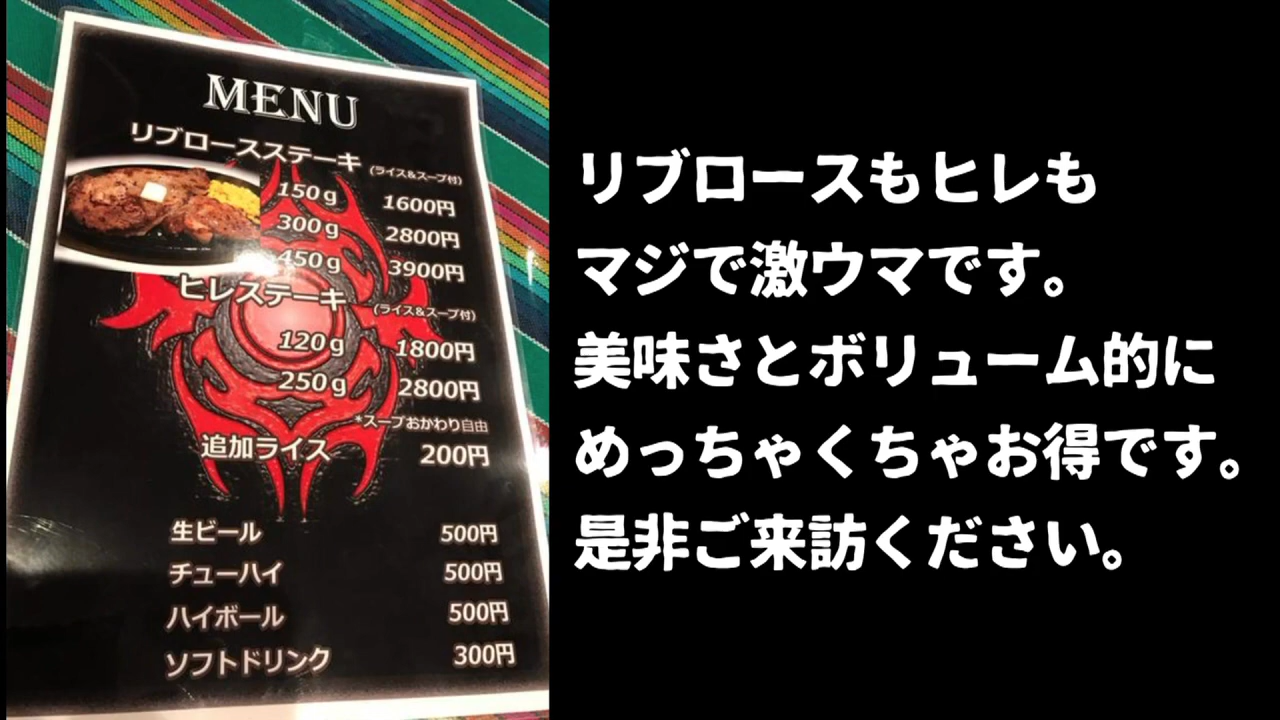 MENU
リブロースステーキ (ライス&スープ付)
150g 1600円
300g 2800円
450g 3900円
ヒレステーキ (ライス&スープ付)
120g 1800円
250g 2800円
*スープおかわり自由
追加ライス 200円
生ビール 500円
チューハイ 500円
ハイボール 500円
ソフトドリンク 300円
リブロースもヒレも
マジで激ウマです。
美味さとボリューム的に
めっちゃくちゃお得です。
是非ご来訪ください。